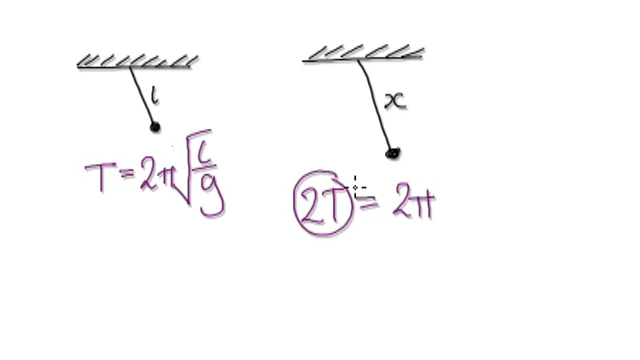 l
x
T = 2π√(l/g)
2T = 2π